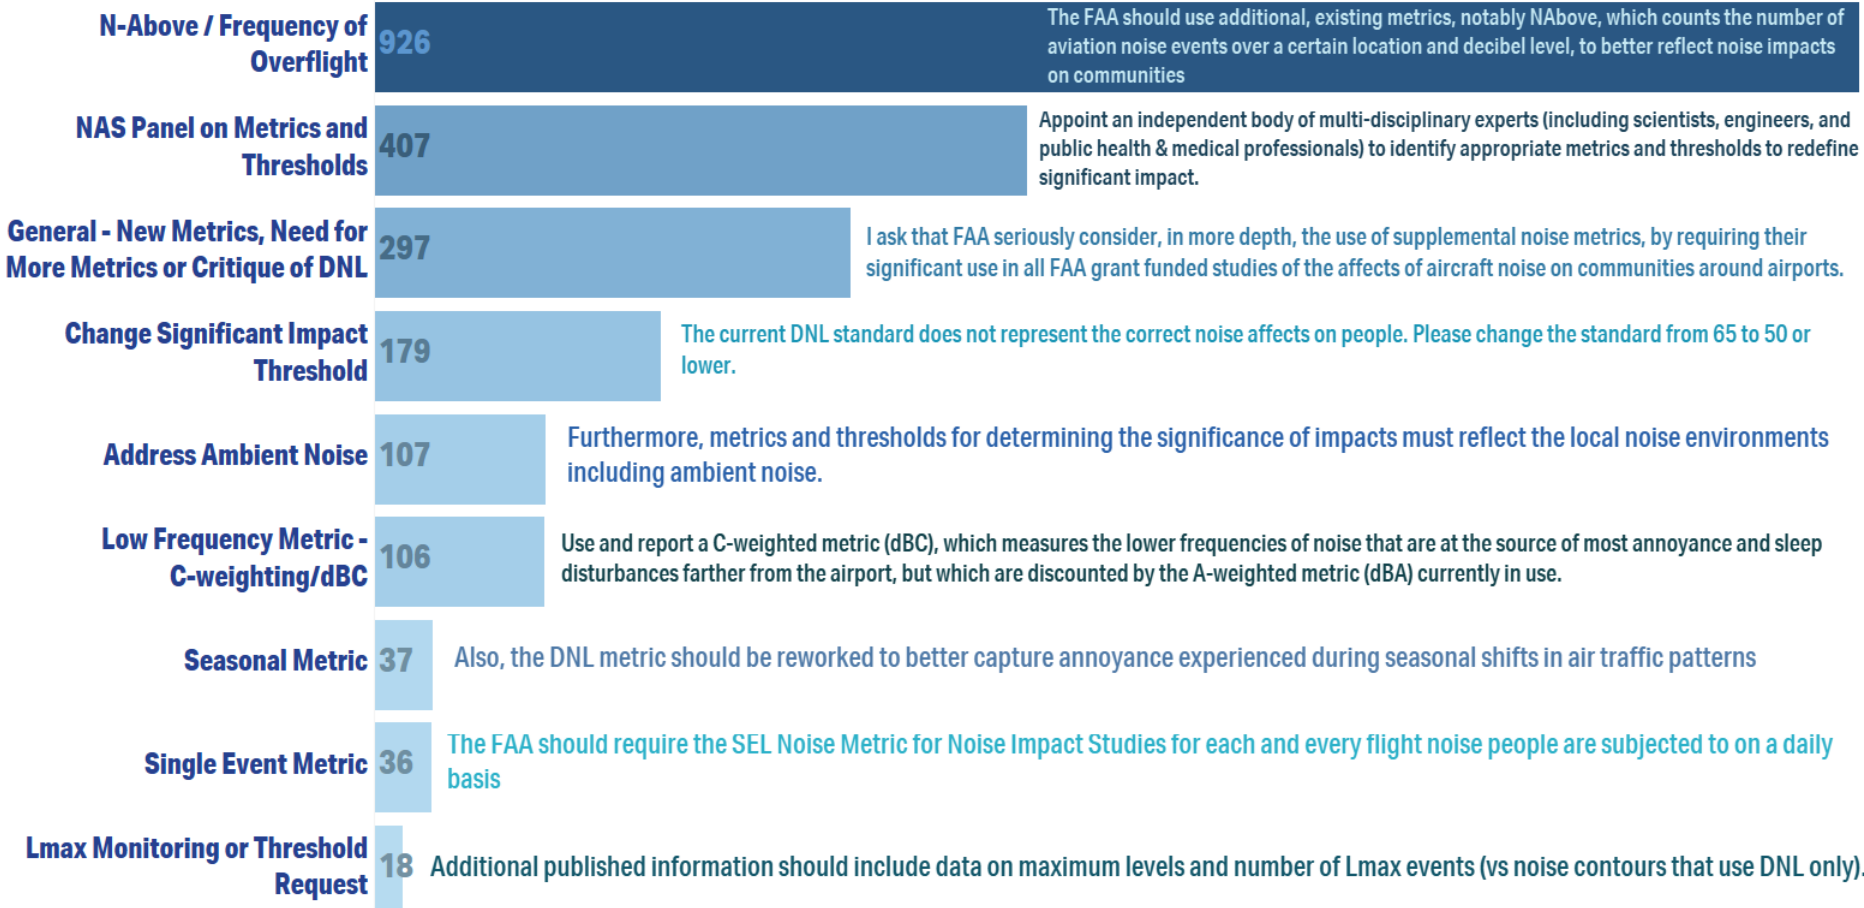 N-Above / Frequency of
Overflight
926
The FAA should use additional, existing metrics, notably NAbove, which counts the number of
aviation noise events over a certain location and decibel level, to better reflect noise impacts
on communities
NAS Panel on Metrics and
Thresholds
407
Appoint an independent body of multi-disciplinary experts (including scientists, engineers, and
public health & medical professionals) to identify appropriate metrics and thresholds to redefine
significant impact.
General - New Metrics, Need for
More Metrics or Critique of DNL
297
I ask that FAA seriously consider, in more depth, the use of supplemental noise metrics, by requiring their
significant use in all FAA grant funded studies of the affects of aircraft noise on communities around airports.
Change Significant Impact
Threshold
179
The current DNL standard does not represent the correct noise affects on people. Please change the standard from 65 to 50 or
lower.
Address Ambient Noise
107
Furthermore, metrics and thresholds for determining the significance of impacts must reflect the local noise environments
including ambient noise.
Low Frequency Metric -
C-weighting/dBC
106
Use and report a C-weighted metric (dBC), which measures the lower frequencies of noise that are at the source of most annoyance and sleep
disturbances farther from the airport, but which are discounted by the A-weighted metric (dBA) currently in use.
Seasonal Metric
37
Also, the DNL metric should be reworked to better capture annoyance experienced during seasonal shifts in air traffic patterns
Single Event Metric
36
The FAA should require the SEL Noise Metric for Noise Impact Studies for each and every flight noise people are subjected to on a daily
basis
Lmax Monitoring or Threshold
Request
18
Additional published information should include data on maximum levels and number of Lmax events (vs noise contours that use DNL only).